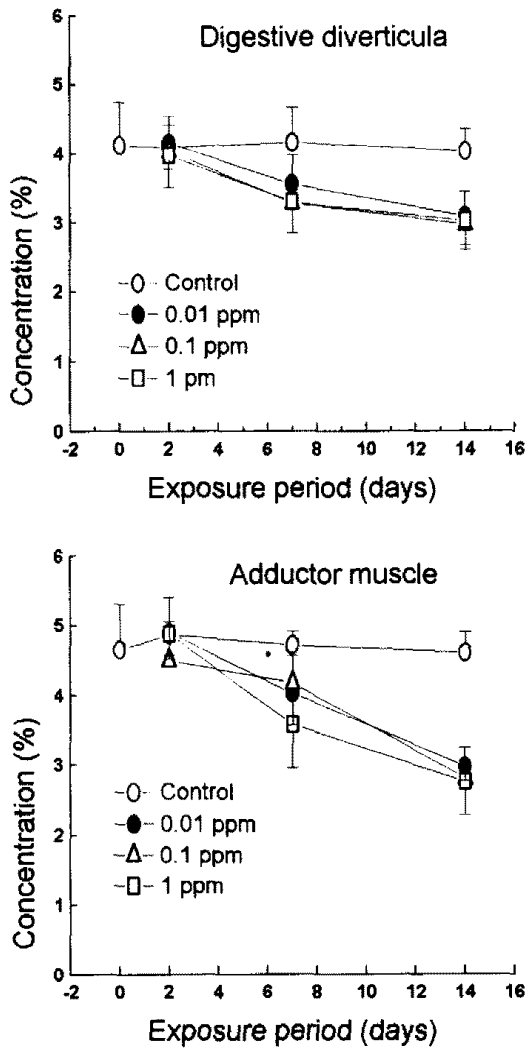 Digestive diverticula
6
5
4
3
2
1
0
Concentration (%)
Control
0.01 ppm
0.1 ppm
1 pm
-2 0 2 4 6 8 10 12 14 16
Exposure period (days)
Adductor muscle
6
5
4
3
2
1
0
Concentration (%)
Control
0.01 ppm
0.1 ppm
1 ppm
-2 0 2 4 6 8 10 12 14 16
Exposure period (days)